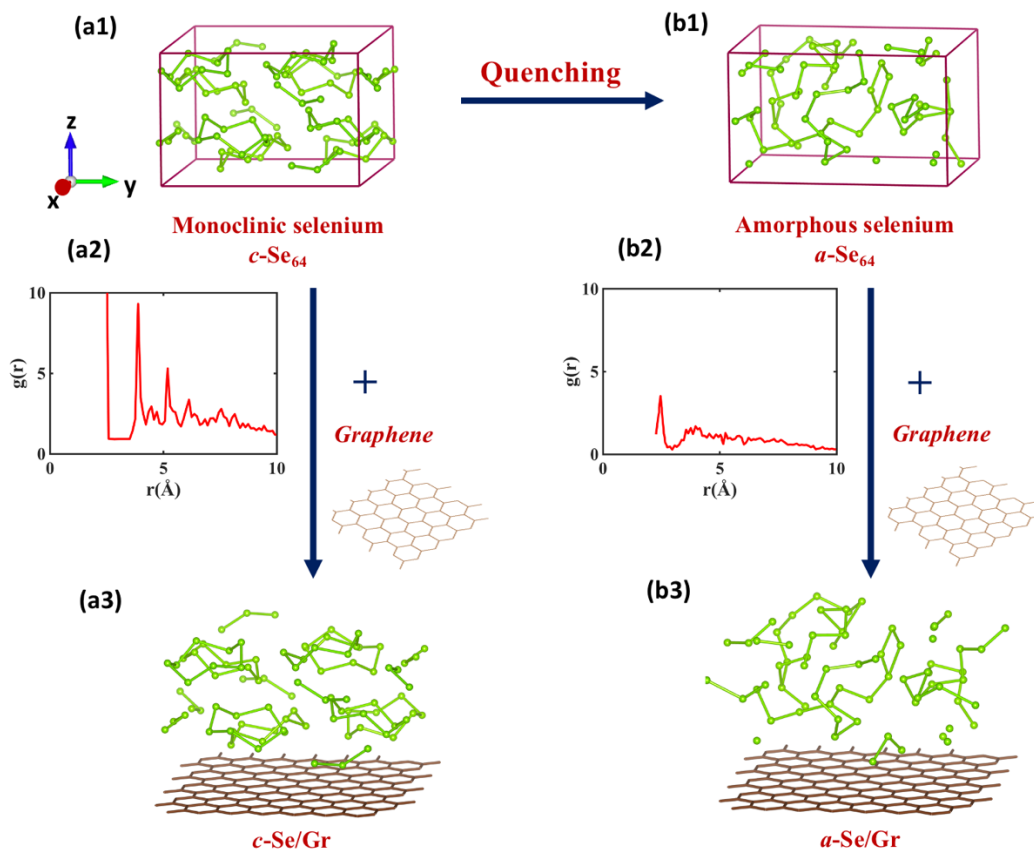 (a1)
(b1)
Quenching
z
y
x
Monoclinic selenium
c-Se64
Amorphous selenium
a-Se64
(a2)
(b2)
10
5
0
g(r)
0
5
10
r(Å)
+
Graphene
10
5
0
g(r)
0
5
10
r(Å)
+
Graphene
(a3)
(b3)
c-Se/Gr
a-Se/Gr